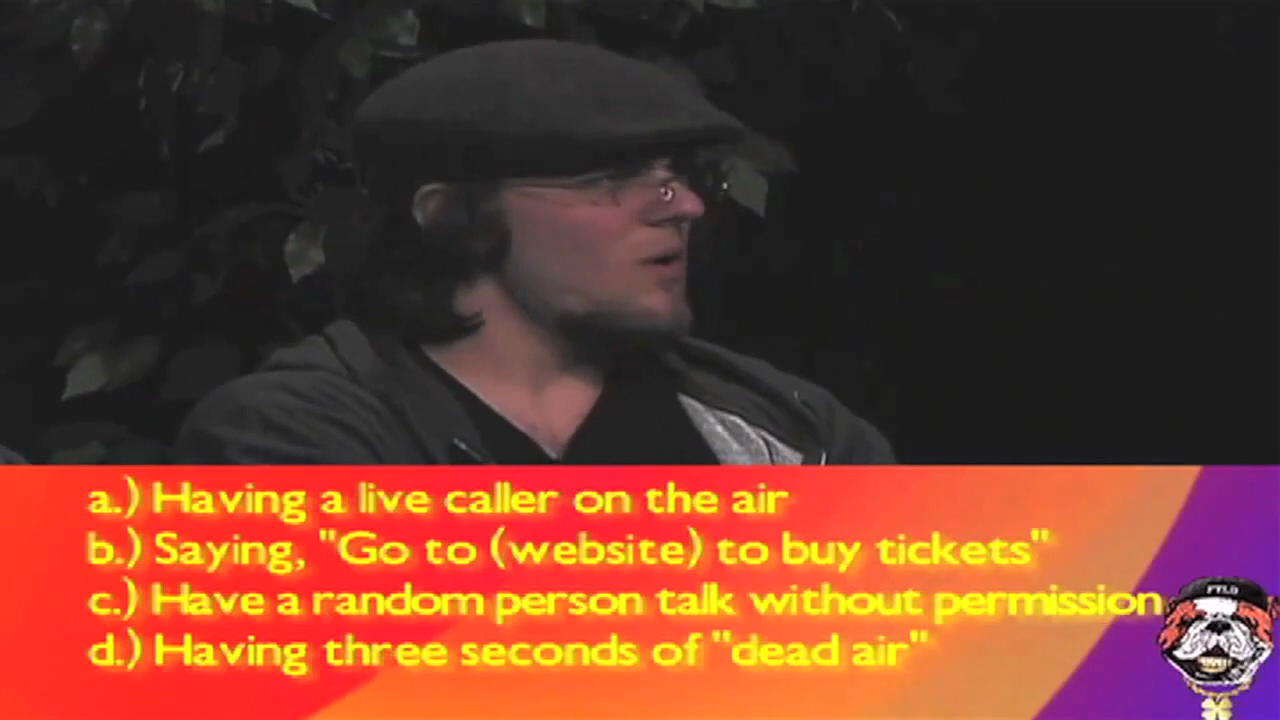 a.) Having a live caller on the air
b.) Saying, "Go to (website) to buy tickets"
c.) Have a random person talk without permission
d.) Having three seconds of "dead air"